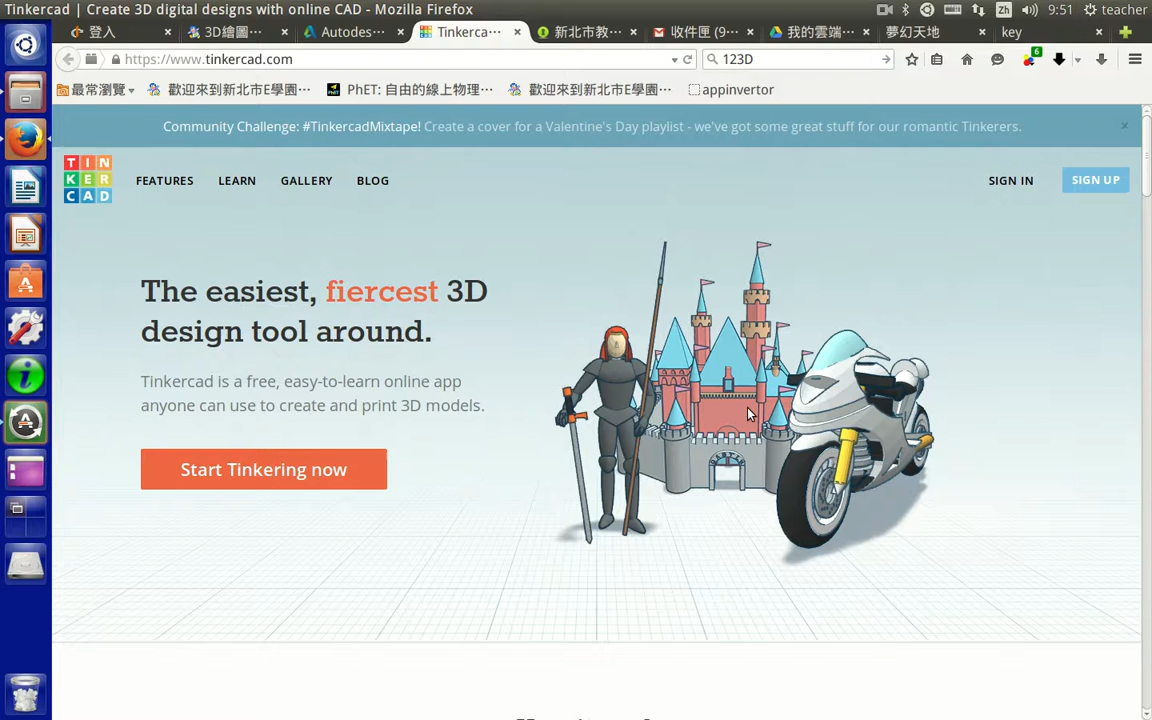 Tinkercad | Create 3D digital designs with online CAD - Mozilla Firefox
Zh 9:51 teacher
登入 3D繪圖··· Autodes··· Tinkerca··· 新北市教··· 收件匣 (9··· 我的雲端··· 夢幻天地 key
https://www.tinkercad.com 123D 6
最常瀏覽 歡迎來到新北市E學園··· PhET: 自由的線上物理··· 歡迎來到新北市E學園··· appinvertor
Community Challenge: #TinkercadMixtape! Create a cover for a Valentine's Day playlist - we've got some great stuff for our romantic Tinkerers.
TIN
KER
CAD
FEATURES LEARN GALLERY BLOG SIGN IN SIGN UP
The easiest, fiercest 3D
design tool around.
Tinkercad is a free, easy-to-learn online app
anyone can use to create and print 3D models.
Start Tinkering now